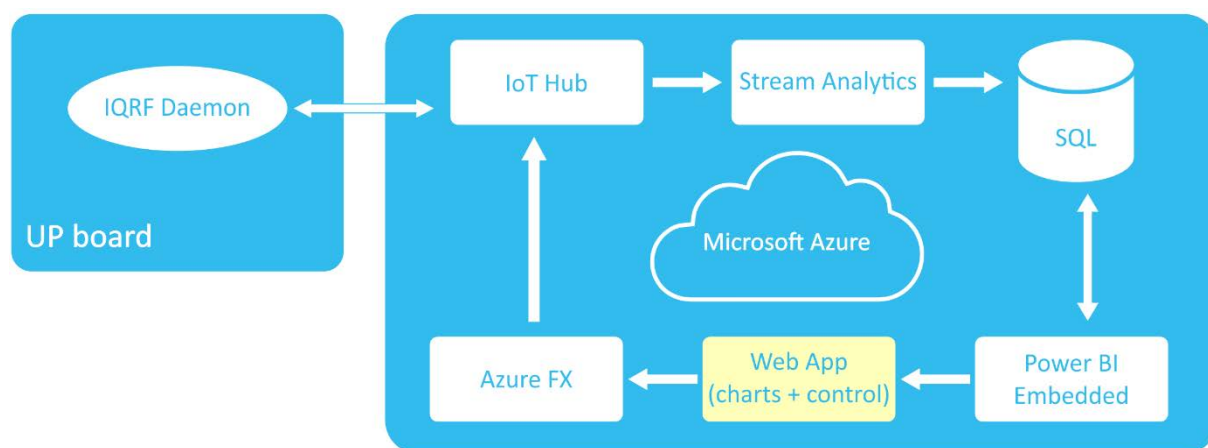 IQRF Daemon
UP board
IoT Hub
Stream Analytics
SQL
Microsoft Azure
Azure FX
Web App
(charts + control)
Power BI
Embedded